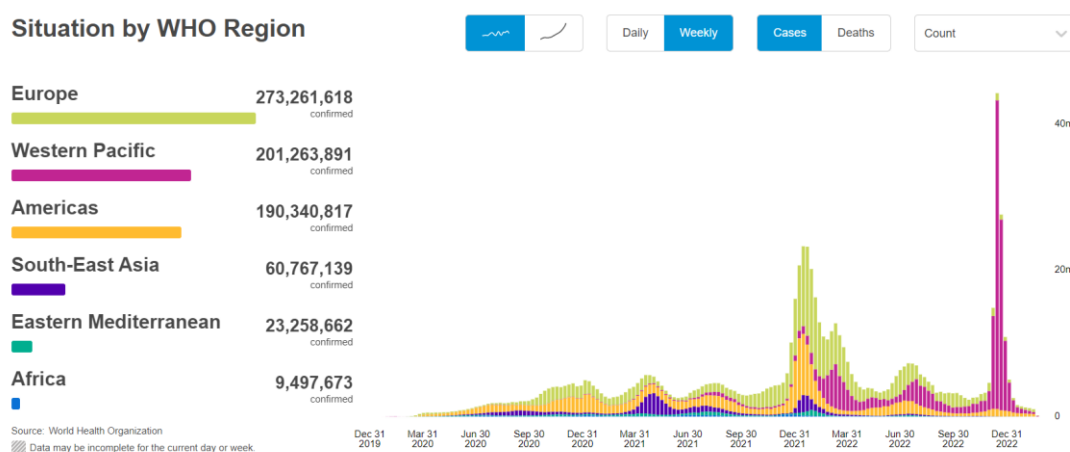 Situation by WHO Region
Daily
Weekly
Cases
Deaths
Count
Europe
273,261,618
confirmed
Western Pacific
201,263,891
confirmed
Americas
190,340,817
confirmed
South-East Asia
60,767,139
confirmed
Eastern Mediterranean
23,258,662
confirmed
Africa
9,497,673
confirmed
Source: World Health Organization
Data may be incomplete for the current day or week.
40m
20m
0
Dec 31
2019
Mar 31
2020
Jun 30
2020
Sep 30
2020
Dec 31
2020
Mar 31
2021
Jun 30
2021
Sep 30
2021
Dec 31
2021
Mar 31
2022
Jun 30
2022
Sep 30
2022
Dec 31
2022